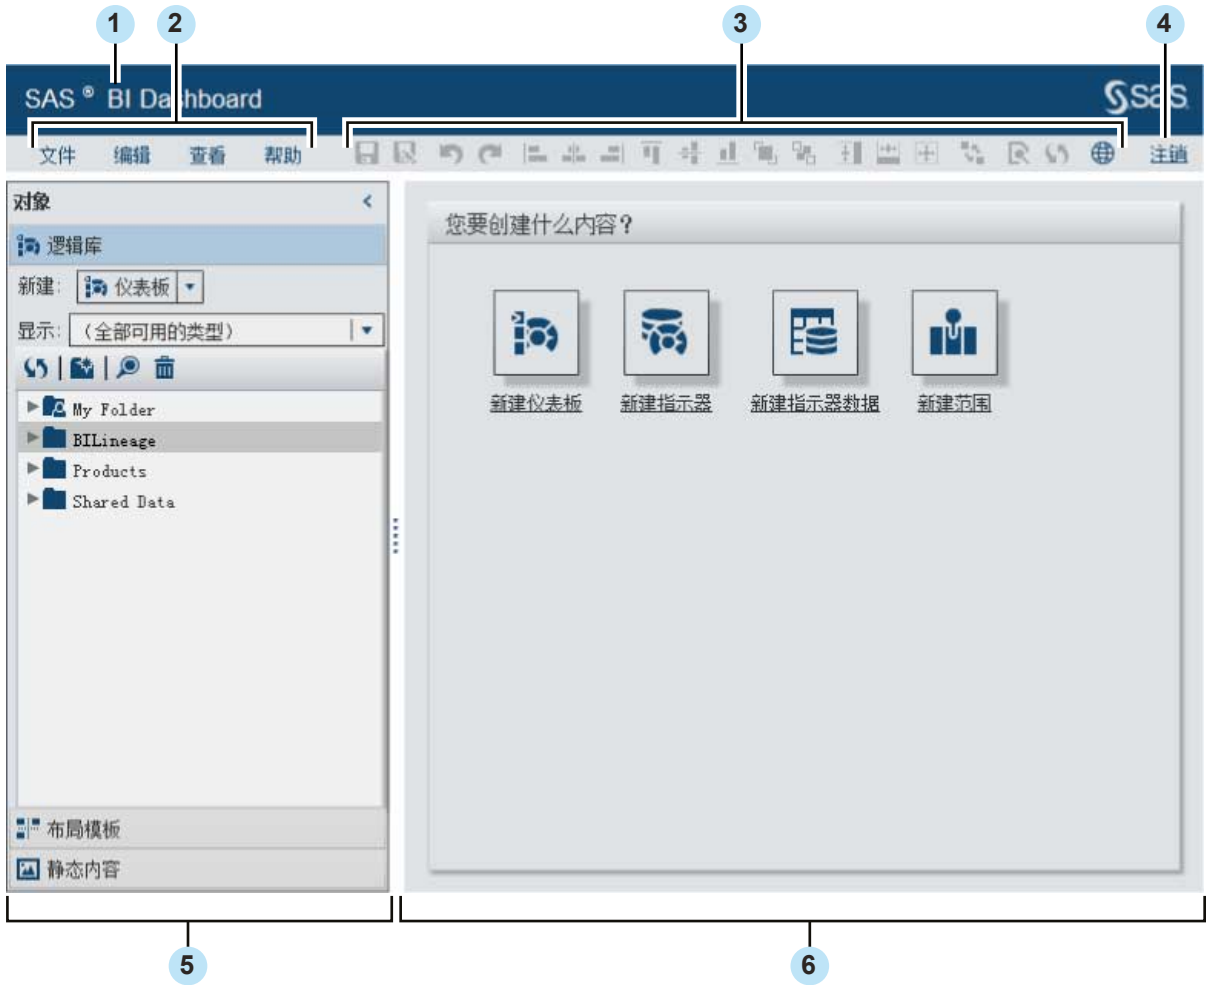 1
2
3
4
SAS® BI Dashboard
sas
文件 编辑 查看 帮助 注销
对象
逻辑库
新建: 仪表板
显示: (全部可用的类型)
My Folder
BILineage
Products
Shared Data
布局模板
静态内容
您要创建什么内容?
新建仪表板 新建指示器 新建指示器数据 新建范围
5
6